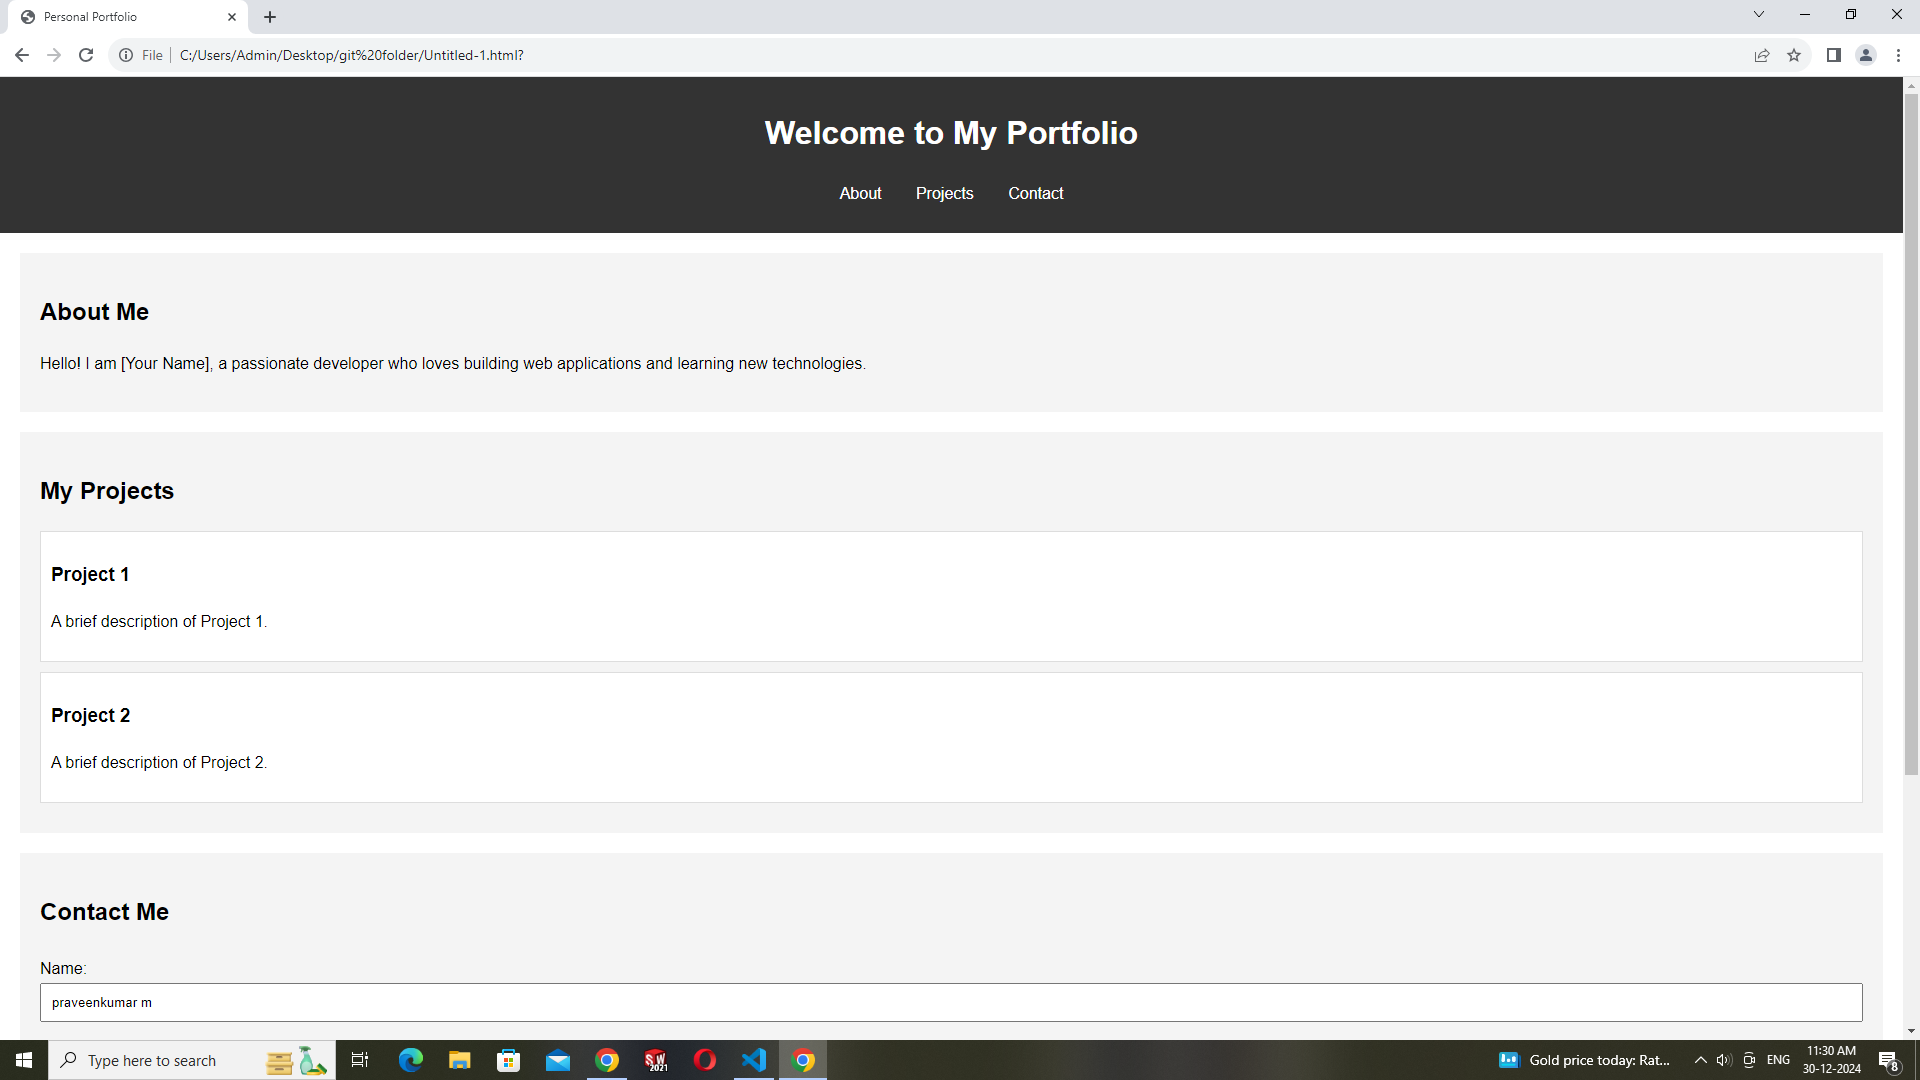 Personal Portfolio
File C:/Users/Admin/Desktop/git%20folder/Untitled-1.html?
Welcome to My Portfolio
About Projects Contact
About Me
Hello! I am [Your Name], a passionate developer who loves building web applications and learning new technologies.
My Projects
Project 1
A brief description of Project 1.
Project 2
A brief description of Project 2.
Contact Me
Name:
praveenkumar m
Type here to search
SW
2021
Gold price today: Rat...
ENG
11:30 AM
30-12-2024
8